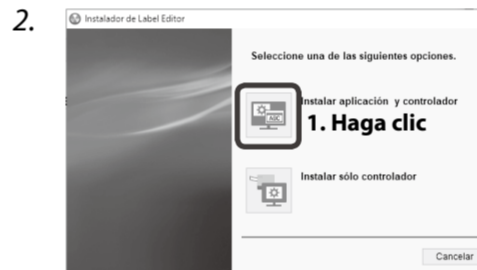 2.
Instalador de Label Editor
Seleccione una de las siguientes opciones.
Instalar aplicación y controlador
ABC
1. Haga clic
Instalar sólo controlador
Cancelar